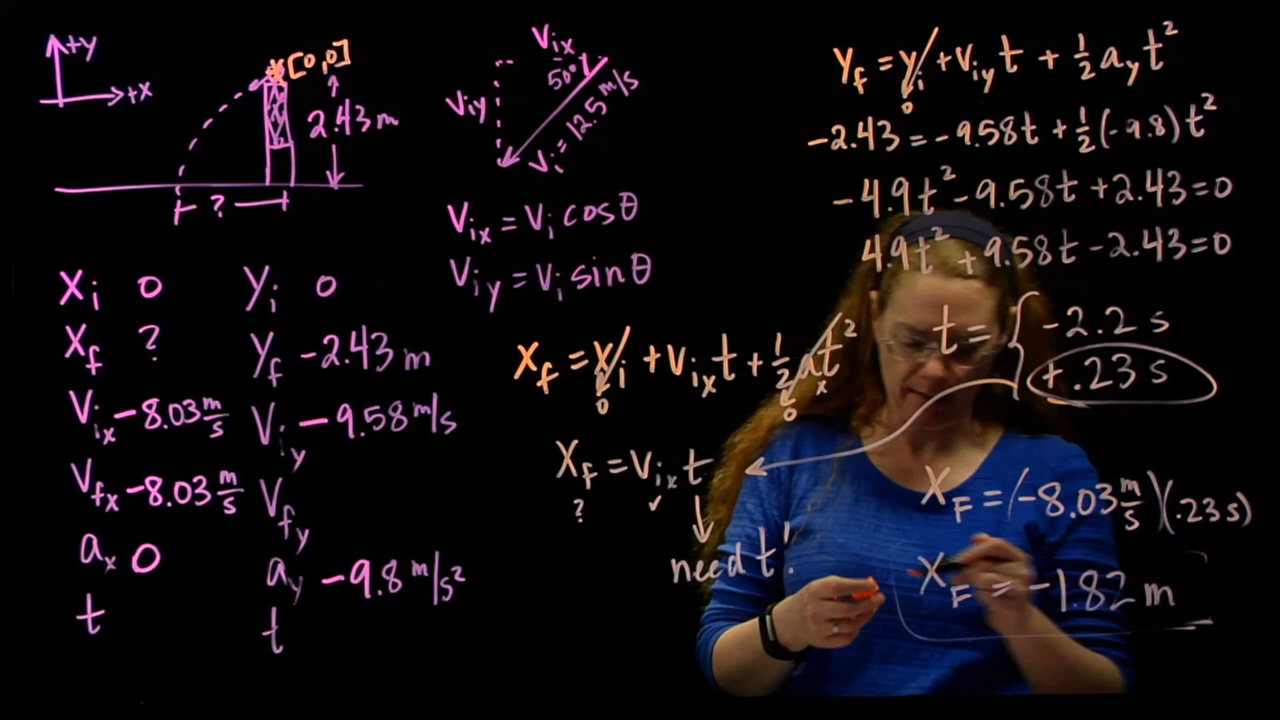 +y
+x
[0,0]
2.43 m
?
Vix
50°
Viy
Vi = 12.5 m/s
Vix = Vi cosθ
Viy = Vi sinθ
Xi 0
Xf ?
Vix -8.03 m/s
Vfx -8.03 m/s
ax 0
t
Yi 0
Yf -2.43 m
Viy -9.58 m/s
Vfy
ay -9.8 m/s²
t
Xf = Xi + Vix t + 1/2 axt²
0
0
Xf = Vix t
? ✓
need t!
Yf = yi + Viy t + 1/2 ay t²
0
-2.43 = -9.58t + 1/2 (-9.8) t²
-4.9t² - 9.58t + 2.43 = 0
4.9t² + 9.58t - 2.43 = 0
t = { -2.2 s
+.23 s
XF = (-8.03 m/s)(.23 s)
XF = -1.82 m